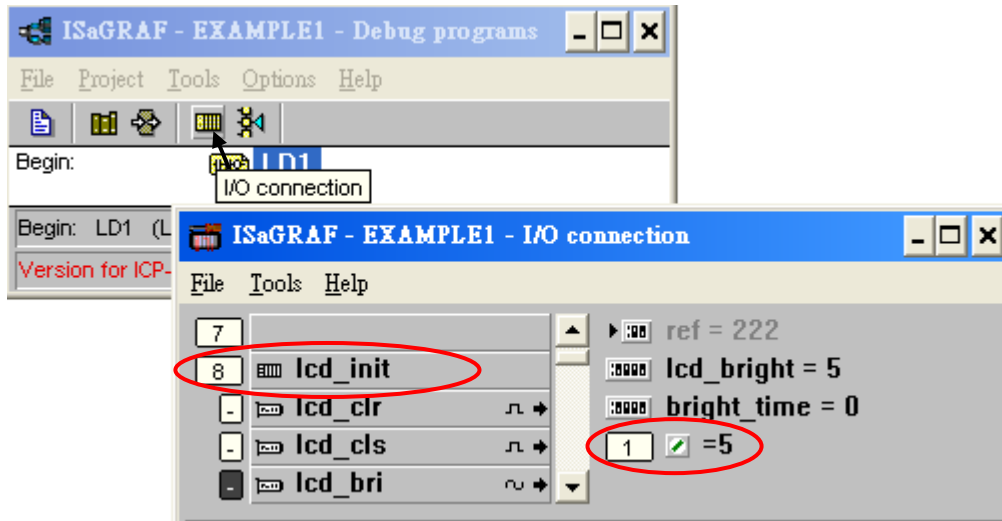 ISaGRAF - EXAMPLE1 - Debug programs
File Project Tools Options Help
Begin: LD1
I/O connection
Begin: LD1 (L
Version for ICP-
ISaGRAF - EXAMPLE1 - I/O connection
File Tools Help
7
8 lcd_init
- lcd_clr
- lcd_cls
- lcd_bri
ref = 222
lcd_bright = 5
bright_time = 0
1 =5